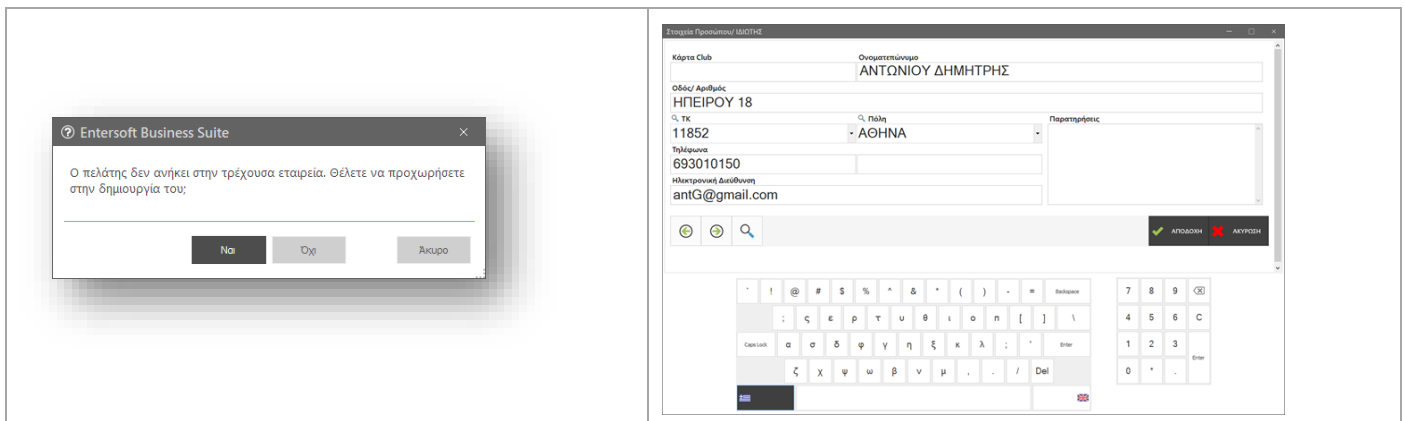 Entersoft Business Suite
Ο πελάτης δεν ανήκει στην τρέχουσα εταιρεία. Θέλετε να προχωρήσετε
στην δημιουργία του;
Ναι Όχι Άκυρο
Στοιχεία Προσώπου/ ΙΔΙΩΤΗΣ
Κάρτα Club Ονοματεπώνυμο
ΑΝΤΩΝΙΟΥ ΔΗΜΗΤΡΗΣ
Οδός/ Αριθμός
ΗΠΕΙΡΟΥ 18
ΤΚ Πόλη Παρατηρήσεις
11852 ΑΘΗΝΑ
Τηλέφωνα
693010150
Ηλεκτρονική Διεύθυνση
antG@gmail.com
ΑΠΟΔΟΧΗ ΑΚΥΡΩΣΗ
` ! @ # $ % ^ & * ( ) - = Backspace 7 8 9
; ς ε ρ τ υ θ ι ο π [ ] \ 4 5 6 C
Caps Lock α σ δ φ γ η ξ κ λ ; ' Enter 1 2 3 Enter
ζ χ ψ ω β ν μ , . / Del 0 * .